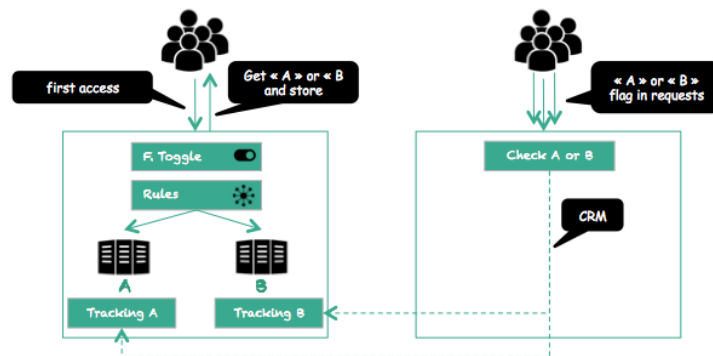 first access
Get « A » or « B
and store
« A » or « B »
flag in requests
F. Toggle
Rules
A
B
Tracking A
Tracking B
Check A or B
CRM